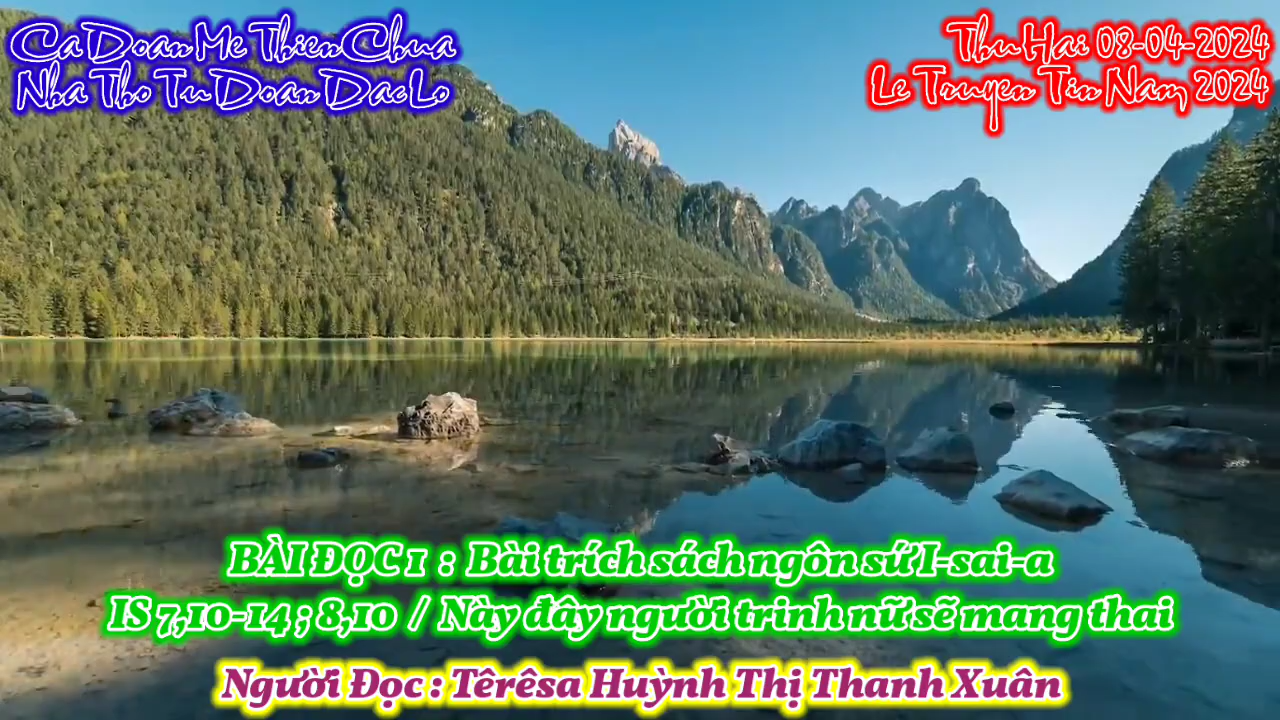 Ca Doan Me Thien Chua
Nha Tho Tu Doan Dac Lo
Thu Hai 08-04-2024
Le Truyen Tin Nam 2024
BÀI ĐỌC 1 : Bài trích sách ngôn sứ I-sai-a
IS 7,10-14 ; 8,10 / Này đây người trinh nữ sẽ mang thai
Người Đọc : Têrêsa Huỳnh Thị Thanh Xuân